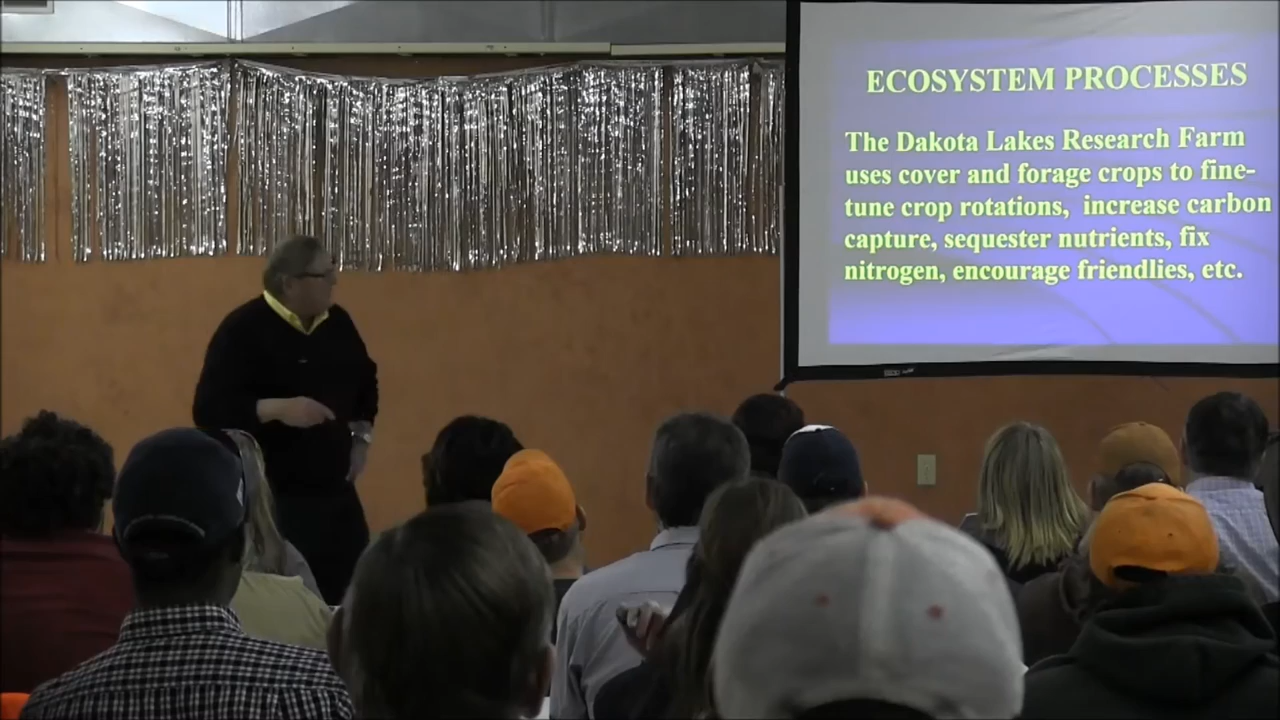 ECOSYSTEM PROCESSES
The Dakota Lakes Research Farm
uses cover and forage crops to fine-
tune crop rotations, increase carbon
capture, sequester nutrients, fix
nitrogen, encourage friendlies, etc.